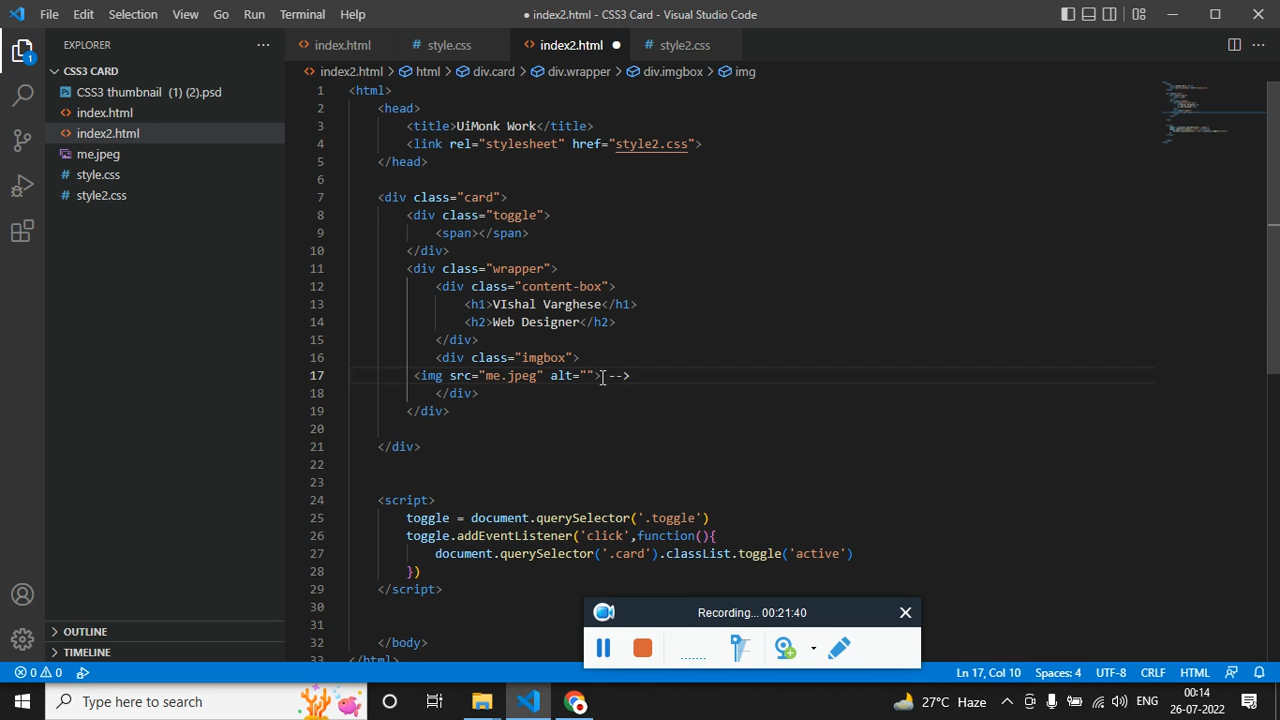 File Edit Selection View Go Run Terminal Help
● index2.html - CSS3 Card - Visual Studio Code
EXPLORER
index.html
style.css
index2.html
style2.css
CSS3 CARD
index2.html > html > div.card > div.wrapper > div.imgbox > img
CSS3 thumbnail (1) (2).psd
index.html
index2.html
me.jpeg
style.css
style2.css
1 <html>
2 <head>
3 <title>UiMonk Work</title>
4 <link rel="stylesheet" href="style2.css">
5 </head>
6
7 <div class="card">
8 <div class="toggle">
9 <span></span>
10 </div>
11 <div class="wrapper">
12 <div class="content-box">
13 <h1>VIshal Varghese</h1>
14 <h2>Web Designer</h2>
15 </div>
16 <div class="imgbox">
17 <img src="me.jpeg" alt=""> -->
18 </div>
19 </div>
20
21 </div>
22
23
24 <script>
25 toggle = document.querySelector('.toggle')
26 toggle.addEventListener('click',function(){
27 document.querySelector('.card').classList.toggle('active')
28 })
29 </script>
30
31
32 </body>
33 </html>
1
Recording... 00:21:40
OUTLINE
TIMELINE
0 0
Ln 17, Col 10 Spaces: 4 UTF-8 CRLF HTML
Type here to search
27°C Haze
ENG
00:14
26-07-2022